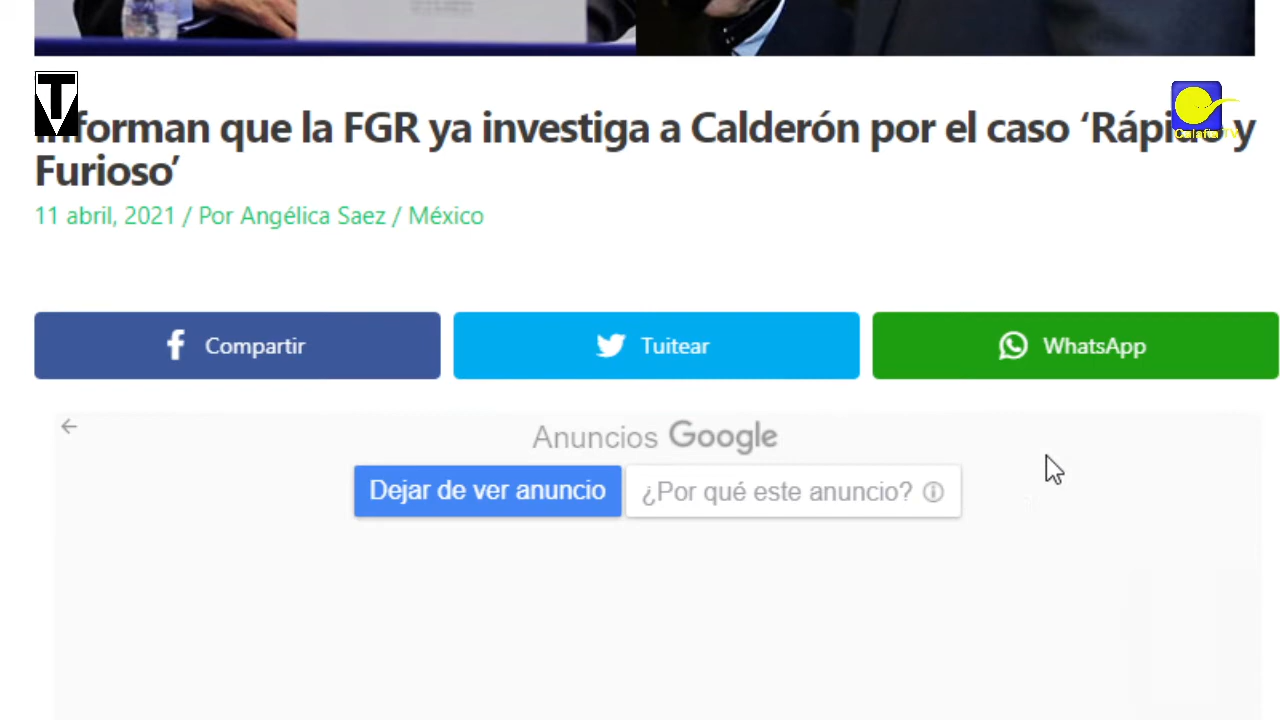 Informan que la FGR ya investiga a Calderón por el caso ‘Rápido y
Furioso’
11 abril, 2021 / Por Angélica Saez / México
Compartir
Tuitear
WhatsApp
Anuncios Google
Dejar de ver anuncio
¿Por qué este anuncio?